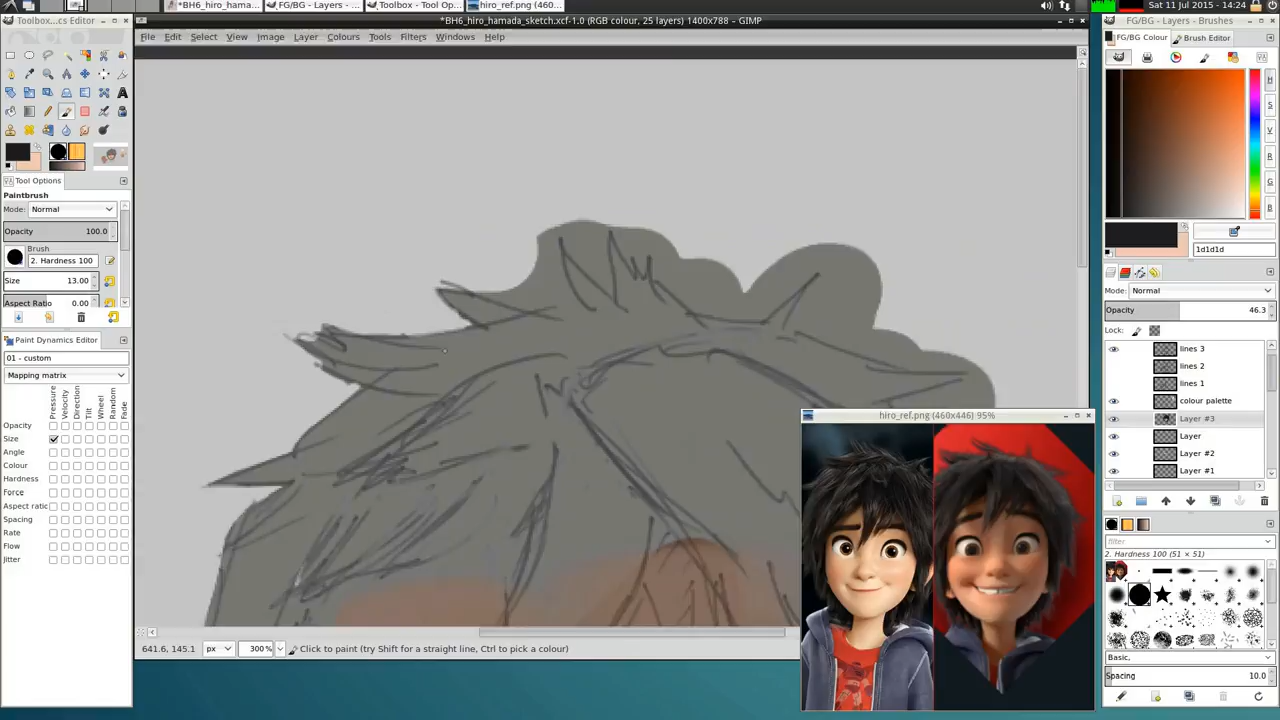 *BH6_hiro_hamada... FG/BG - Layers... Toolbox - Tool Op... hiro_ref.png (460... Sat 11 Jul 2015 - 14:24
Toolbox...cs Editor *BH6_hiro_hamada_sketch.xcf-1.0 (RGB colour, 25 layers) 1400x788 – GIMP FG/BG - Layers - Brushes
File Edit Select View Image Layer Colours Tools Filters Windows Help
FG/BG Colour Brush Editor
H
S
V
R
G
B
1d1d1d
Tool Options
Paintbrush
Mode: Normal
Opacity 100.0
Brush
2. Hardness 100
Size 13.00
Aspect Ratio 0.00
Paint Dynamics Editor
01 - custom
Mapping matrix
Pressure
Velocity
Direction
Tilt
Wheel
Random
Fade
Opacity
Size
Angle
Colour
Hardness
Force
Aspect ratio
Spacing
Rate
Flow
Jitter
Mode: Normal
Opacity 46.3
Lock:
lines 3
lines 2
lines 1
colour palette
Layer #3
Layer
Layer #2
Layer #1
filter
2. Hardness 100 (51 × 51)
Basic,
Spacing 10.0
hiro_ref.png (460x446) 95%
641.6, 145.1 px 300% Click to paint (try Shift for a straight line, Ctrl to pick a colour)